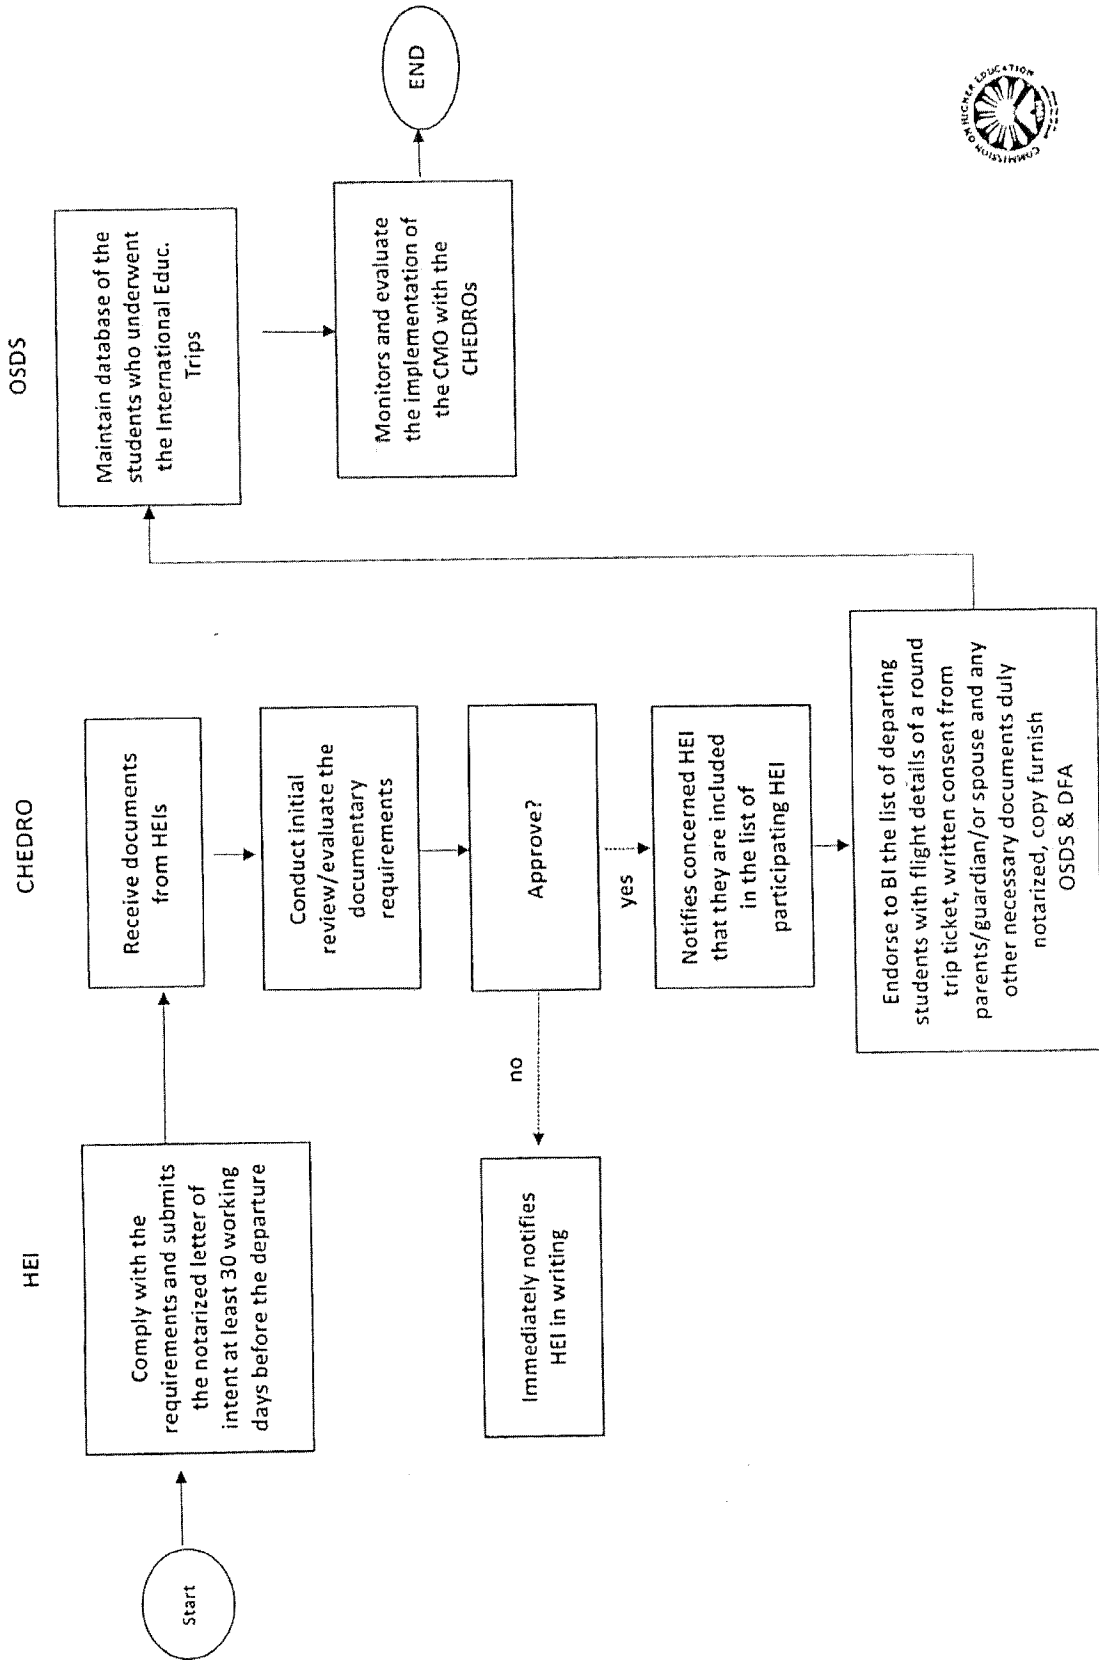 HEI
CHEDRO
OSDS
Start
Comply with the
requirements and submits
the notarized letter of
intent at least 30 working
days before the departure
Receive documents
from HEIs
Conduct initial
review/evaluate the
documentary
requirements
Approve?
no
Immediately notifies
HEI in writing
yes
Notifies concerned HEI
that they are included
in the list of
participating HEI
Endorse to BI the list of departing
students with flight details of a round
trip ticket, written consent from
parents/guardian/or spouse and any
other necessary documents duly
notarized, copy furnish
OSDS & DFA
Maintain database of the
students who underwent
the International Educ.
Trips
Monitors and evaluate
the implementation of
the CMO with the
CHEDROs
END
COMMISSION ON HIGHER EDUCATION